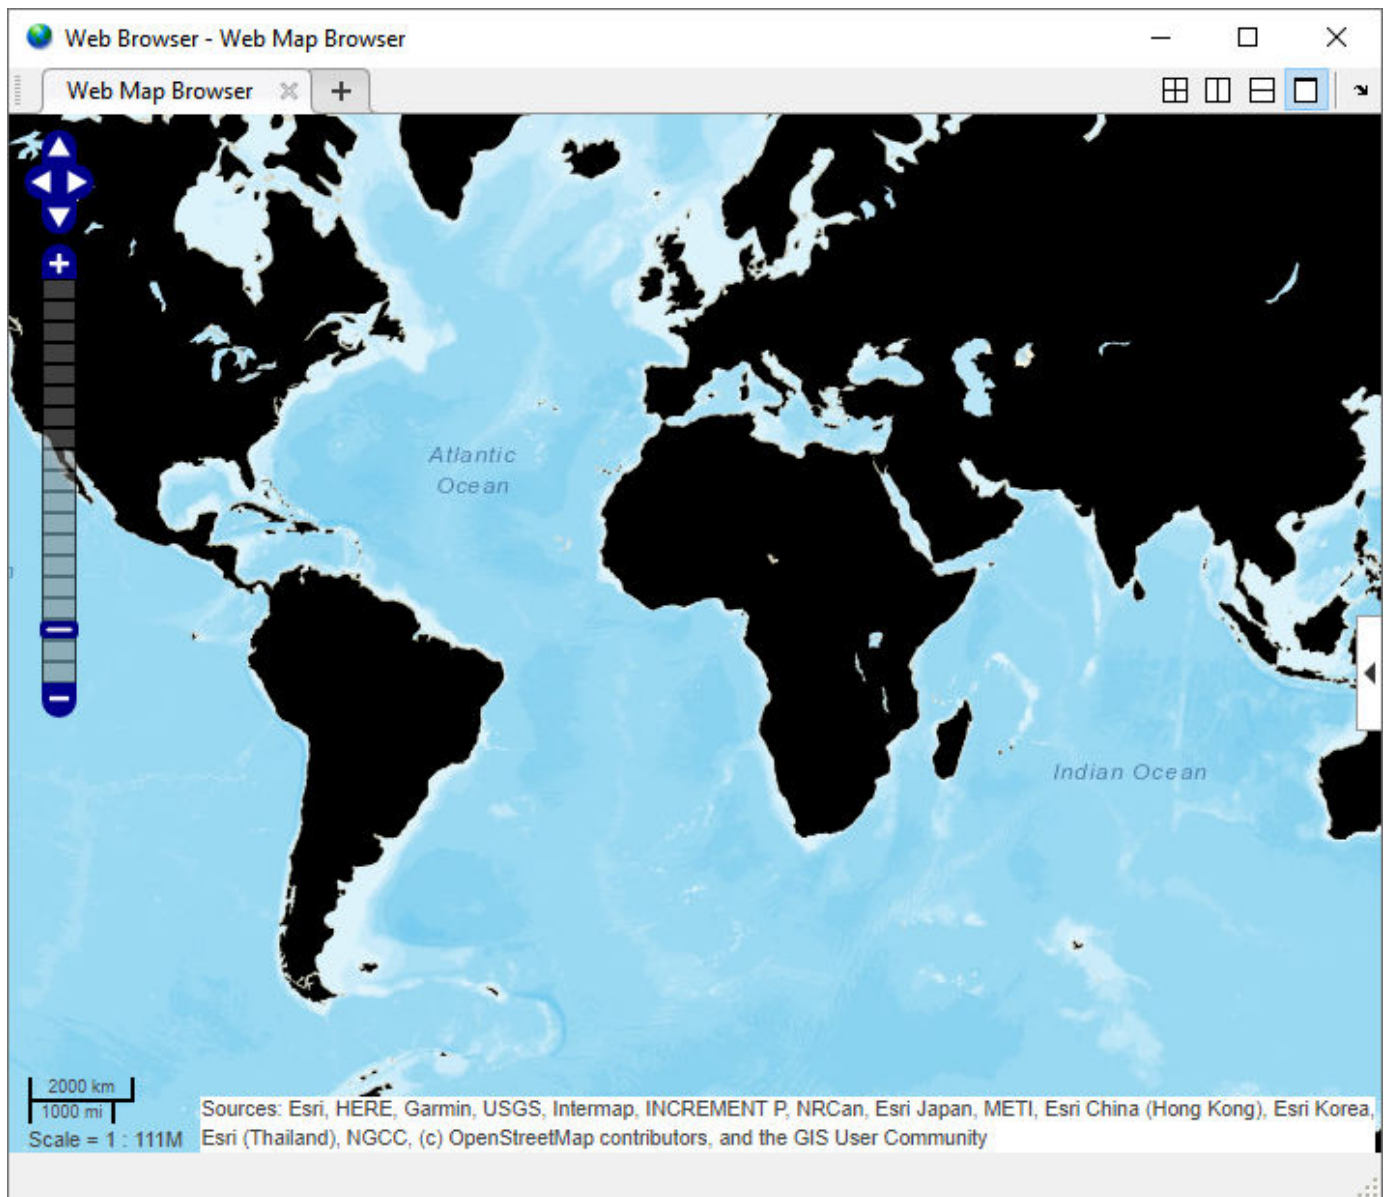 Web Browser - Web Map Browser
Web Map Browser
Atlantic
Ocean
Indian Ocean
2000 km
1000 mi
Scale = 1 : 111M
Sources: Esri, HERE, Garmin, USGS, Intermap, INCREMENT P, NRCan, Esri Japan, METI, Esri China (Hong Kong), Esri Korea,
Esri (Thailand), NGCC, (c) OpenStreetMap contributors, and the GIS User Community